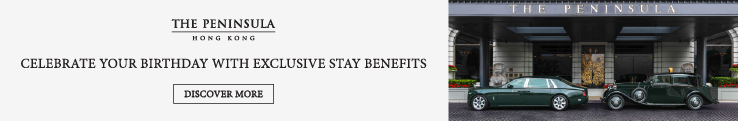 THE PENINSULA
HONG KONG
CELEBRATE YOUR BIRTHDAY WITH EXCLUSIVE STAY BENEFITS
DISCOVER MORE
THE PENINSULA